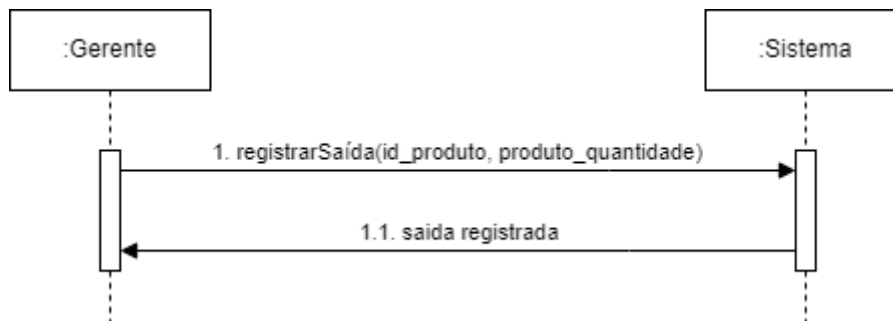 :Gerente
:Sistema
1. registrarSaída(id_produto, produto_quantidade)
1.1. saida registrada